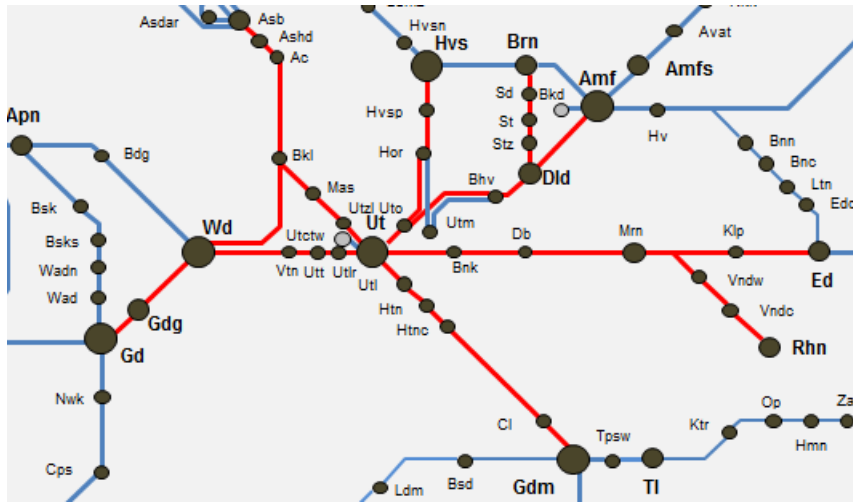 Asdar
Asb
Ashd
Ac
Hvsn
Hvs
Brn
Avat
Amfs
Amf
Sd
Bkd
Hvsp
St
Hv
Apn
Stz
Bdg
Hor
Bnn
Bkl
Bnc
Bhv
Dld
Ltn
Mas
Edc
Bsk
Utzl
Uto
Wd
Ut
Utm
Bsks
Utctw
Db
Mrn
Klp
Wadn
Vtn
Utt
Utlr
Bnk
Ed
Wad
Utl
Vndw
Htn
Gdg
Vndc
Htnc
Gd
Rhn
Nwk
Op
Za
Cl
Ktr
Tpsw
Hmn
Cps
Ldm
Bsd
Gdm
Tl